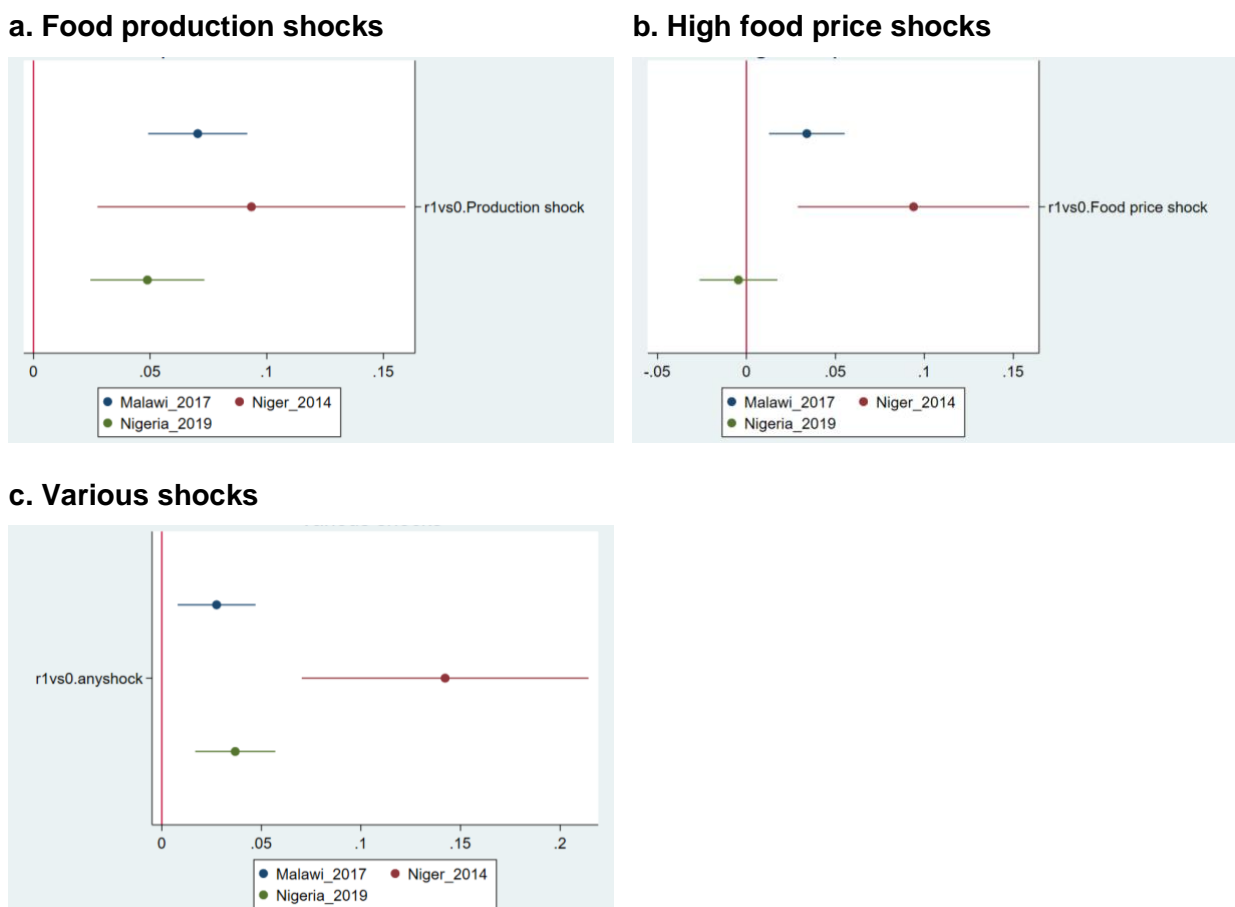 a. Food production shocks
r1vs0.Production shock
0 .05 .1 .15
Malawi_2017 Niger_2014
Nigeria_2019
b. High food price shocks
r1vs0.Food price shock
-.05 0 .05 .1 .15
Malawi_2017 Niger_2014
Nigeria_2019
c. Various shocks
r1vs0.anyshock
0 .05 .1 .15 .2
Malawi_2017 Niger_2014
Nigeria_2019